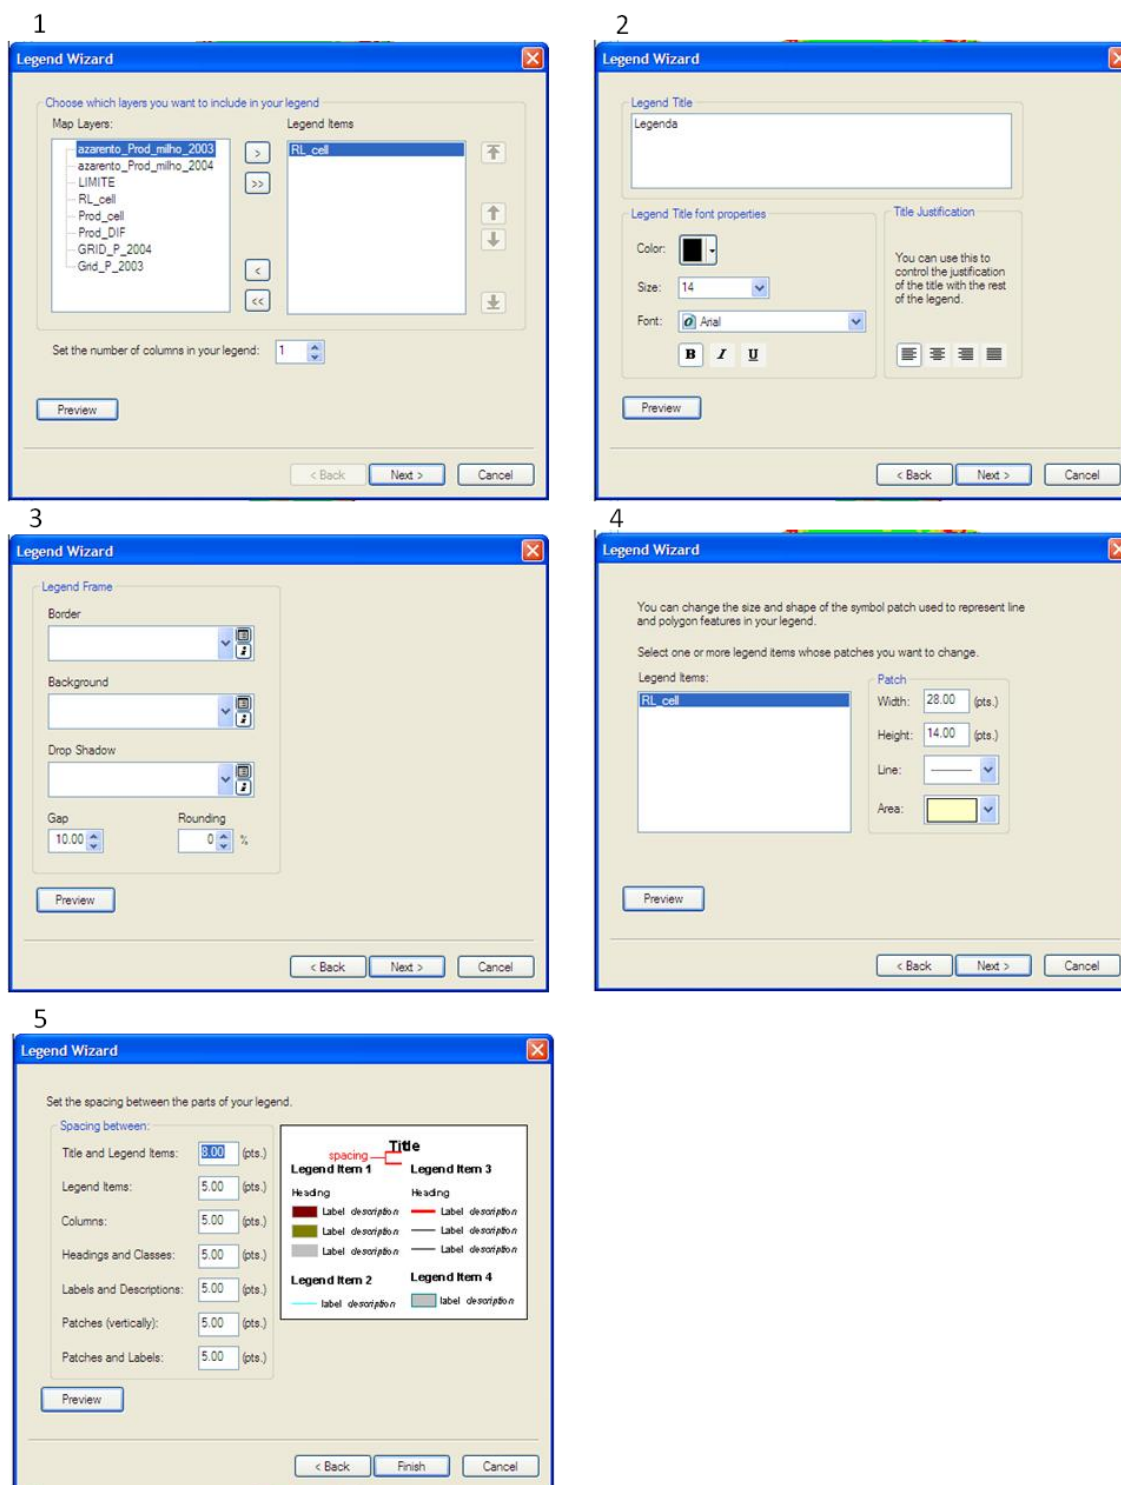 1
Legend Wizard
Choose which layers you want to include in your legend
Map Layers:
Legend Items
azarento_Prod_milho_2003
azarento_Prod_milho_2004
LIMITE
RL_cell
Prod_cell
Prod_DIF
GRID_P_2004
Grid_P_2003
>
>>
<
<<
RL_cell
Set the number of columns in your legend: 1
Preview
< Back
Next >
Cancel
2
Legend Wizard
Legend Title
Legenda
Legend Title font properties
Color:
Size: 14
Font: Arial
B I U
Title Justification
You can use this to
control the justification
of the title with the rest
of the legend.
Preview
< Back
Next >
Cancel
3
Legend Wizard
Legend Frame
Border
Background
Drop Shadow
Gap
Rounding
10.00
0 %
Preview
< Back
Next >
Cancel
4
Legend Wizard
You can change the size and shape of the symbol patch used to represent line
and polygon features in your legend.
Select one or more legend items whose patches you want to change.
Legend Items:
RL_cell
Patch
Width: 28.00 (pts.)
Height: 14.00 (pts.)
Line:
Area:
Preview
< Back
Next >
Cancel
5
Legend Wizard
Set the spacing between the parts of your legend.
Spacing between:
Title and Legend Items: 8.00 (pts.)
Legend Items: 5.00 (pts.)
Columns: 5.00 (pts.)
Headings and Classes: 5.00 (pts.)
Labels and Descriptions: 5.00 (pts.)
Patches (vertically): 5.00 (pts.)
Patches and Labels: 5.00 (pts.)
Title
spacing
Legend Item 1
Heading
Label description
Label description
Label description
Legend Item 2
label description
Legend Item 3
Heading
Label description
Label description
Label description
Legend Item 4
label description
Preview
< Back
Finish
Cancel